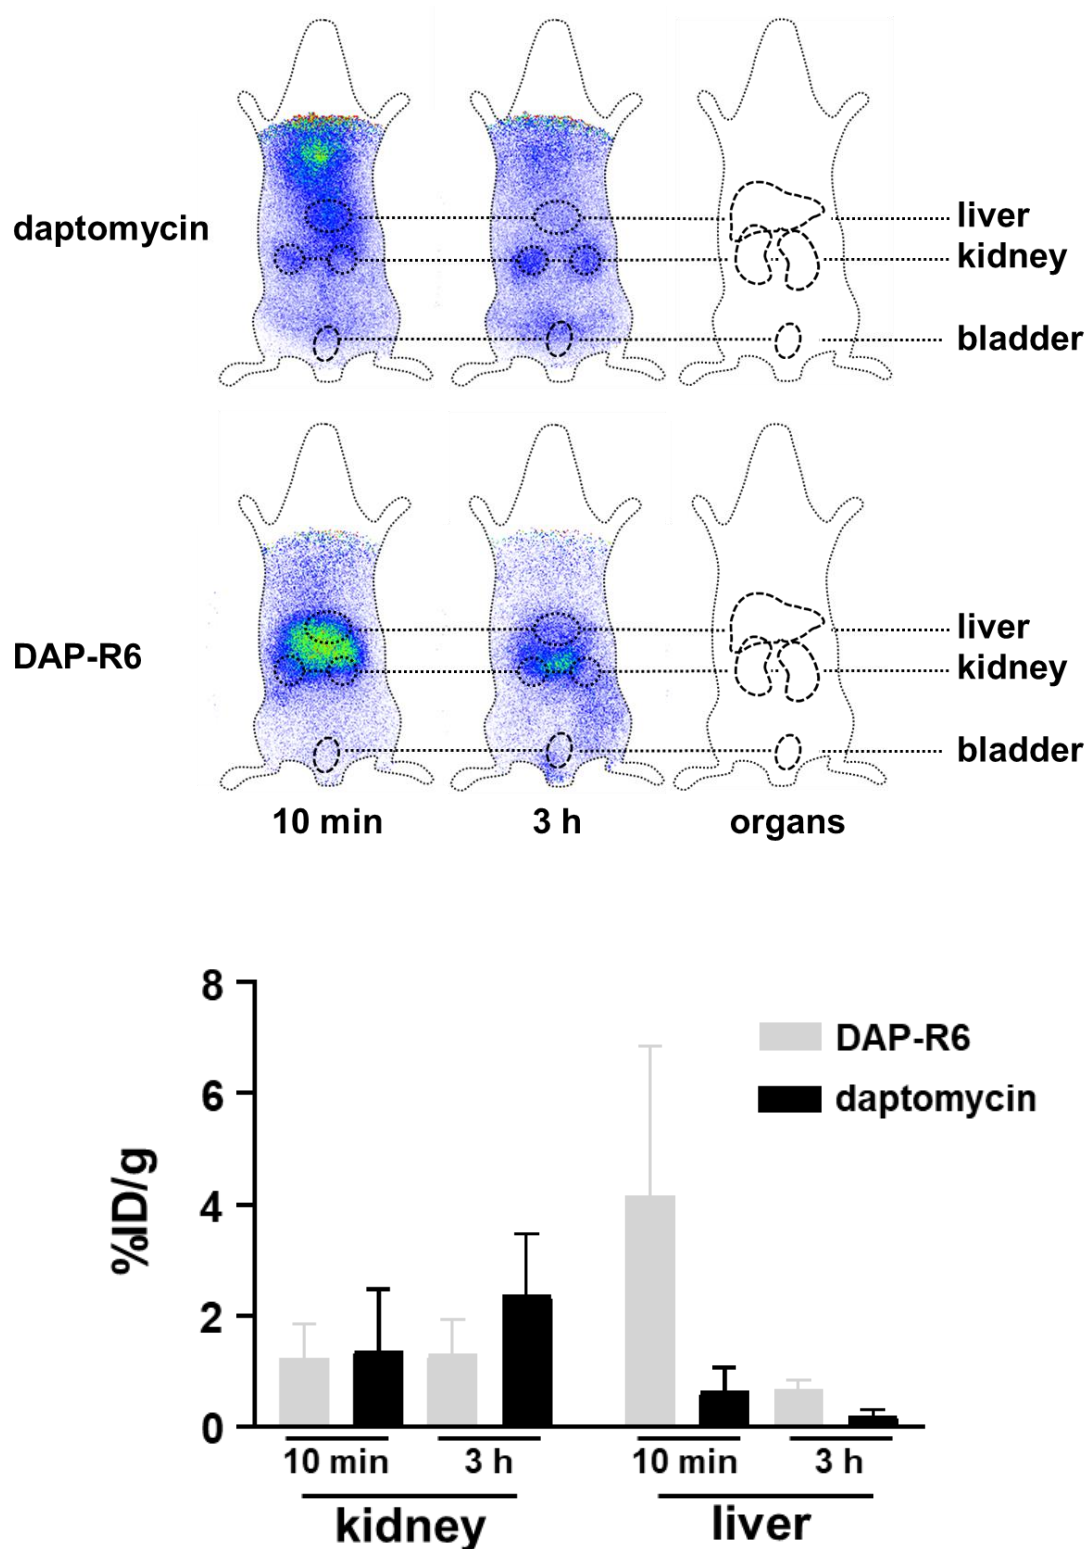 daptomycin
liver
kidney
bladder
DAP-R6
liver
kidney
bladder
10 min 3 h organs
8
6
4
2
0
%ID/g
DAP-R6
daptomycin
10 min 3 h 10 min 3 h
kidney liver